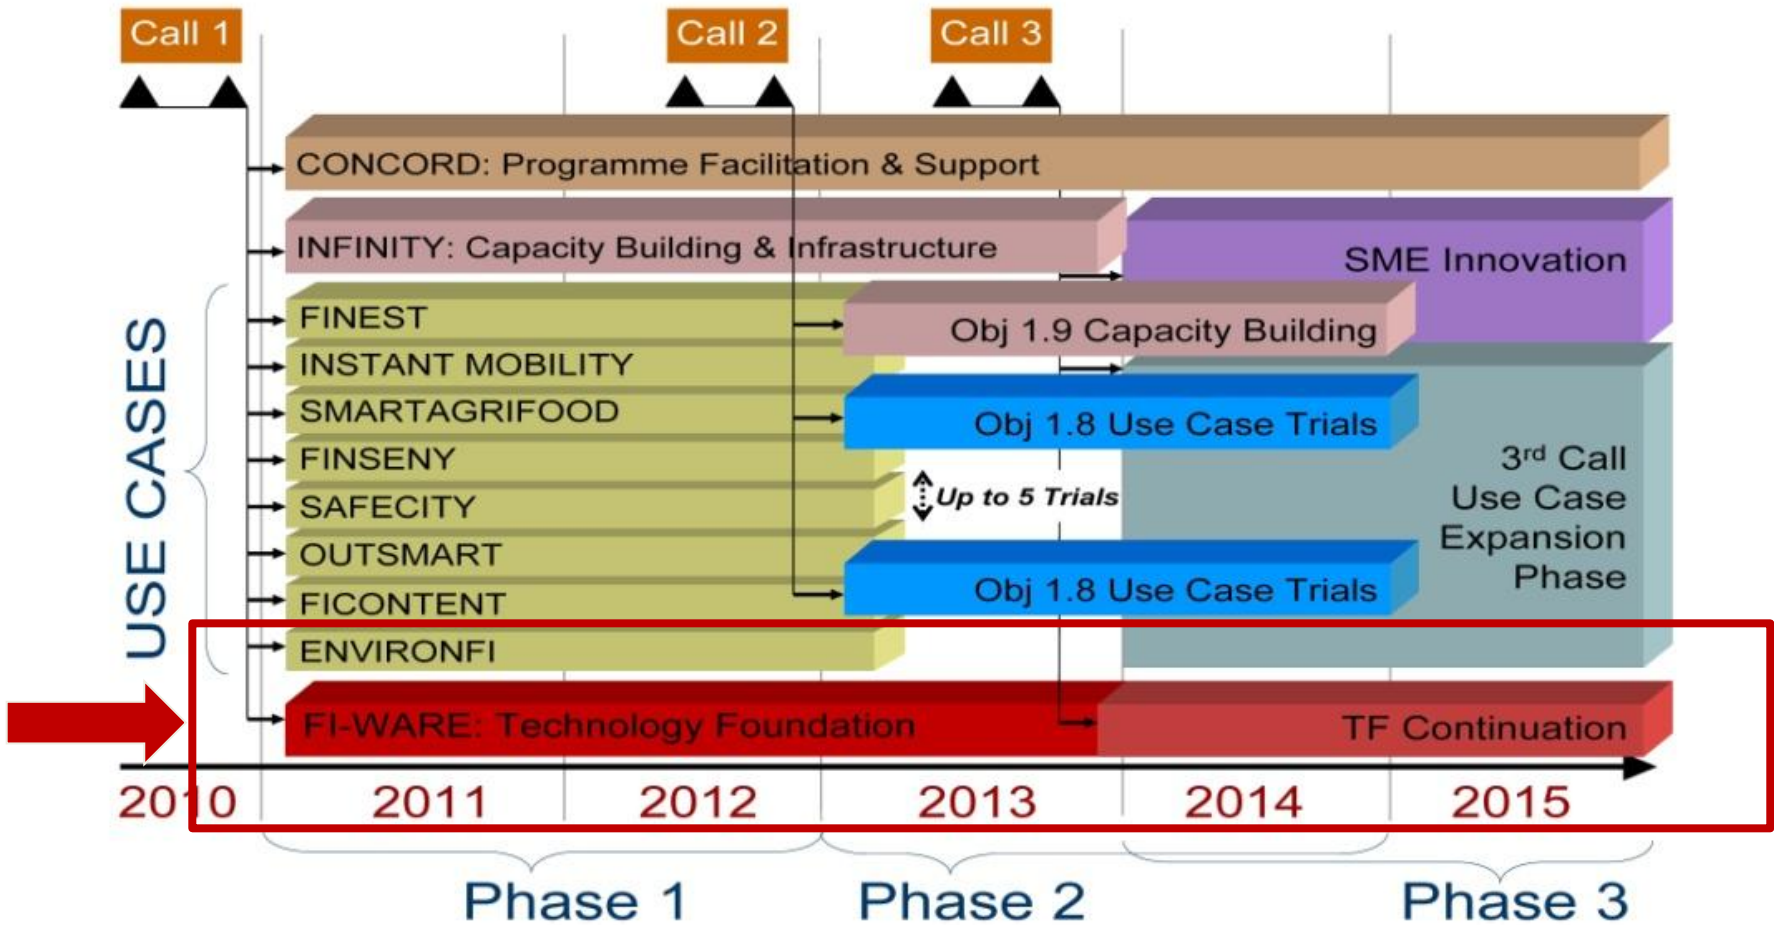 Call 1
Call 2
Call 3
CONCORD: Programme Facilitation & Support
INFINITY: Capacity Building & Infrastructure
SME Innovation
USE CASES
FINEST
Obj 1.9 Capacity Building
INSTANT MOBILITY
SMARTAGRIFOOD
Obj 1.8 Use Case Trials
FINSENY
3rd Call
Use Case
Expansion
Phase
SAFECITY
Up to 5 Trials
OUTSMART
FICONTENT
Obj 1.8 Use Case Trials
ENVIRONFI
FI-WARE: Technology Foundation
TF Continuation
2010
2011
2012
2013
2014
2015
Phase 1
Phase 2
Phase 3